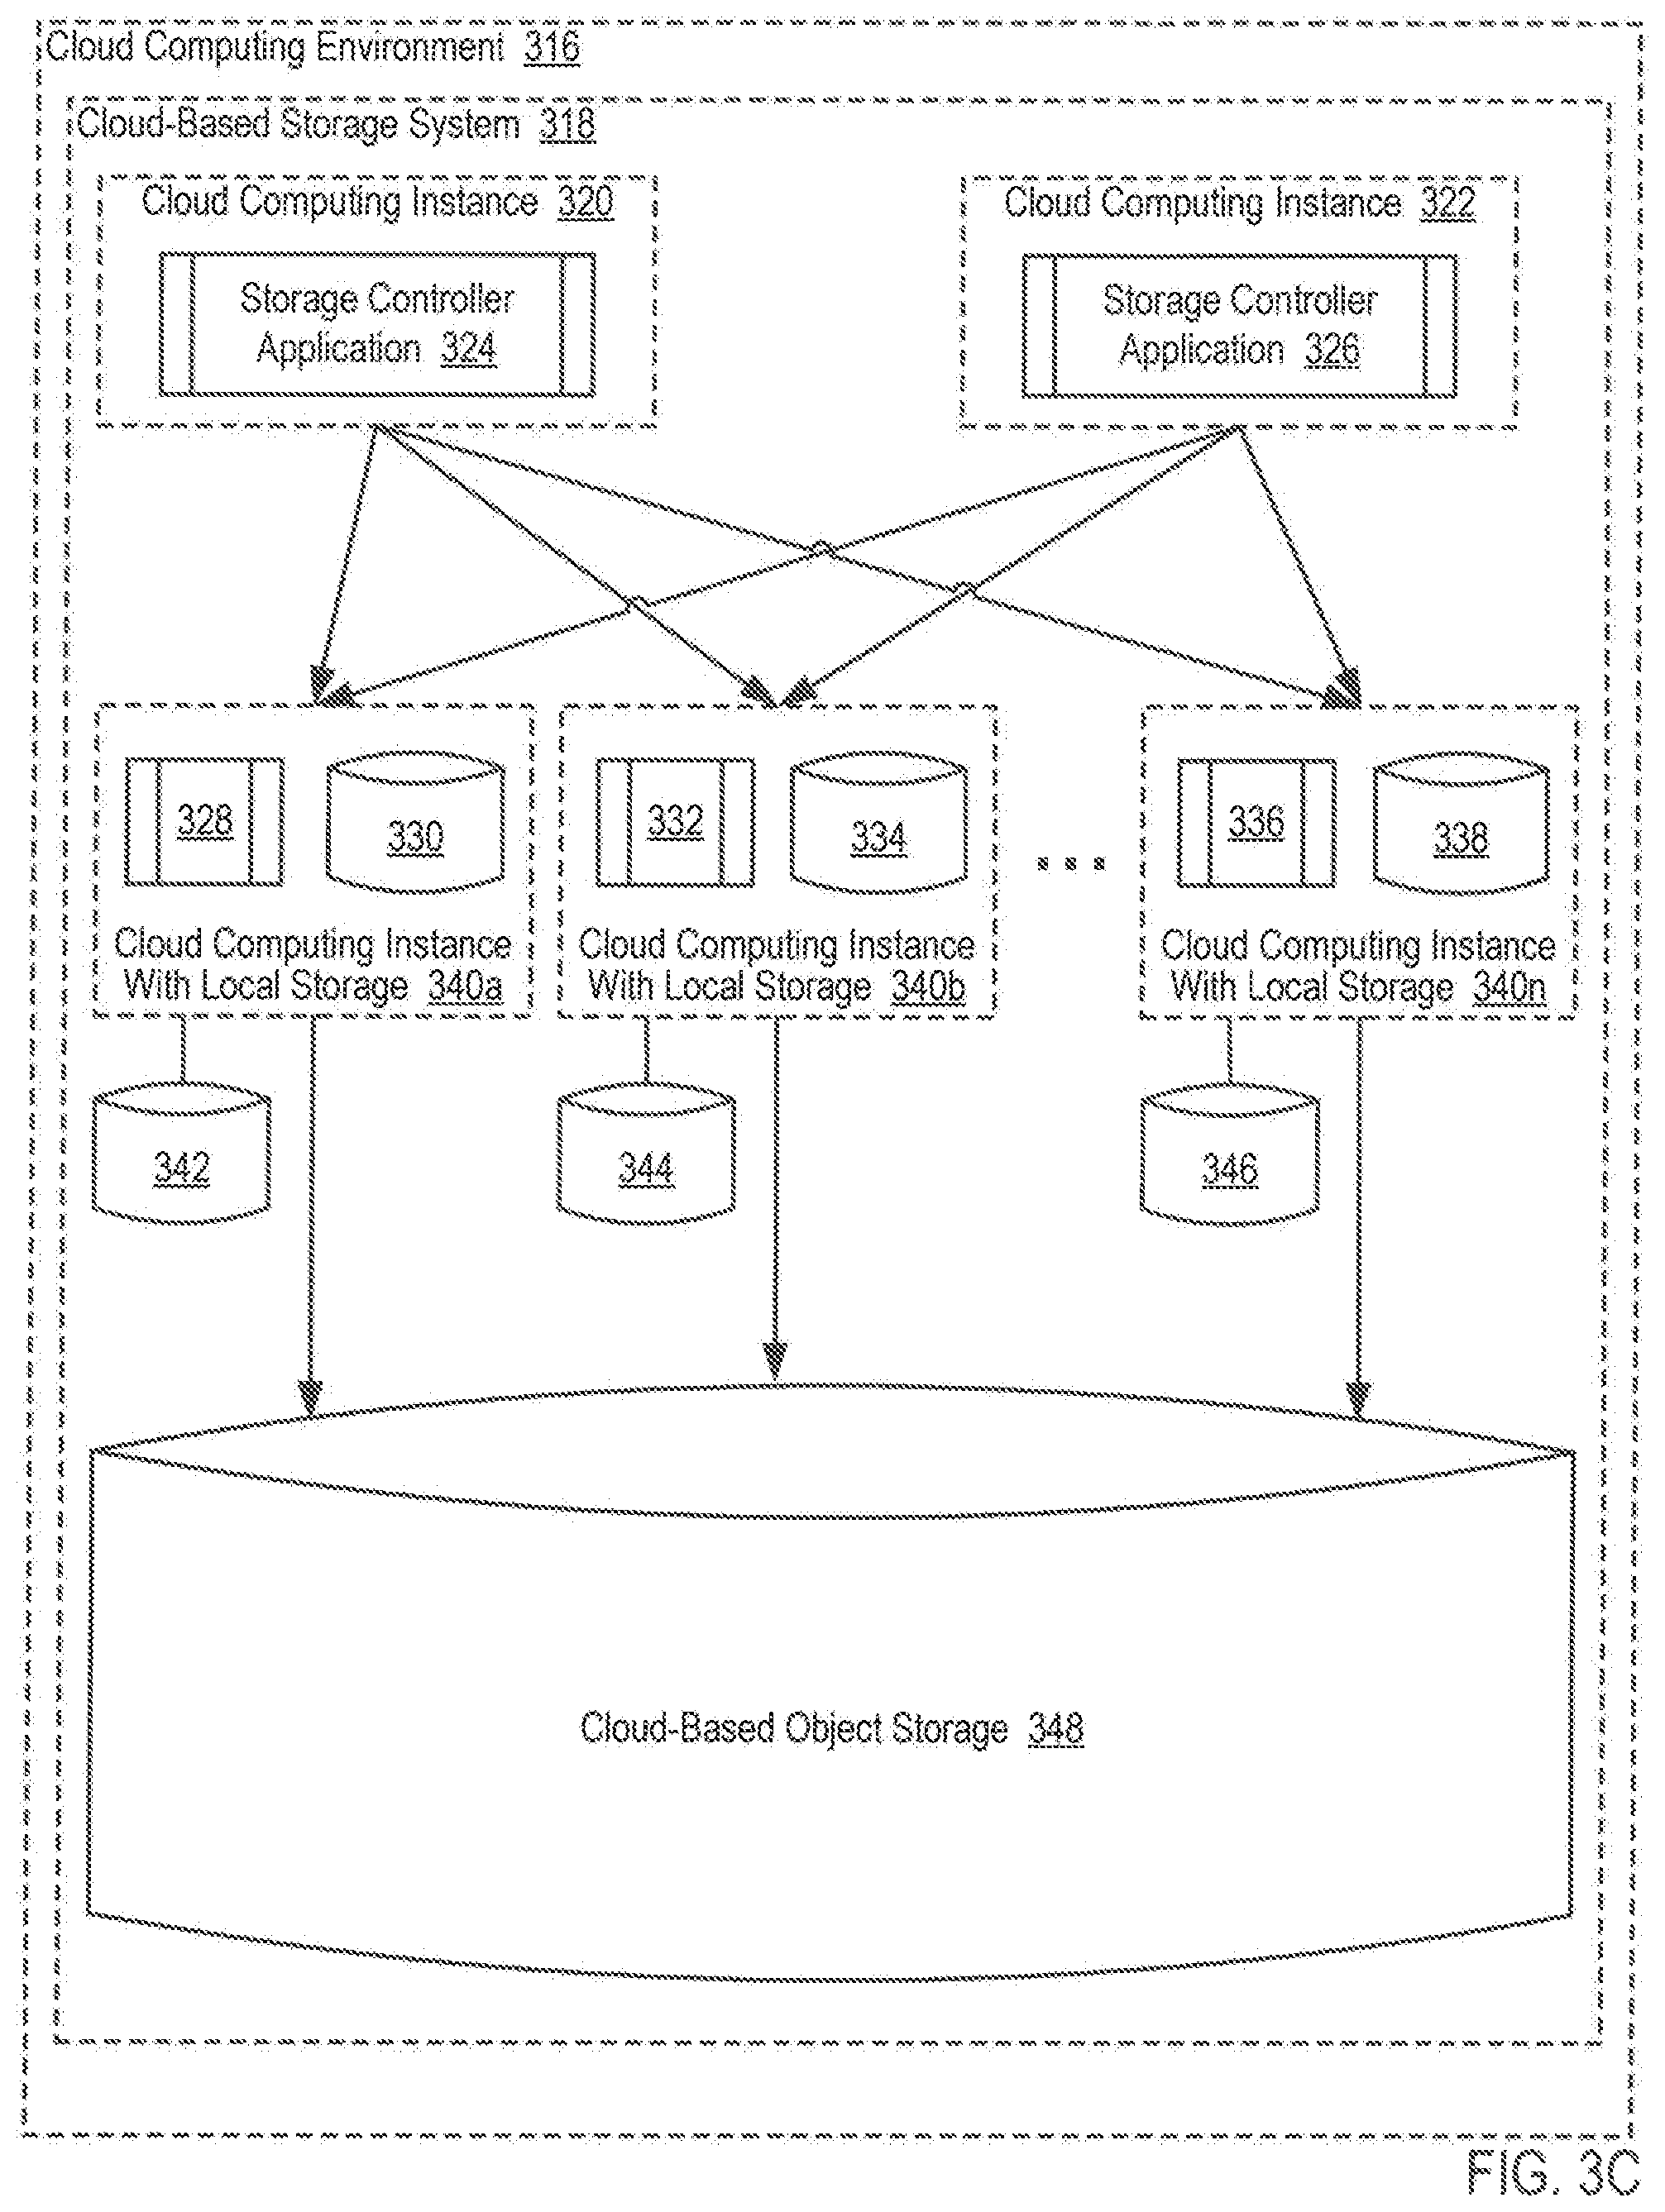 Cloud Computing Environment 316
Cloud-Based Storage System 318
Cloud Computing Instance 320
Storage Controller
Application 324
Cloud Computing Instance 322
Storage Controller
Application 326
328
330
Cloud Computing Instance
With Local Storage 340a
332
334
Cloud Computing Instance
With Local Storage 340b
...
336
338
Cloud Computing Instance
With Local Storage 340n
342
344
346
Cloud-Based Object Storage 348
FIG. 3C